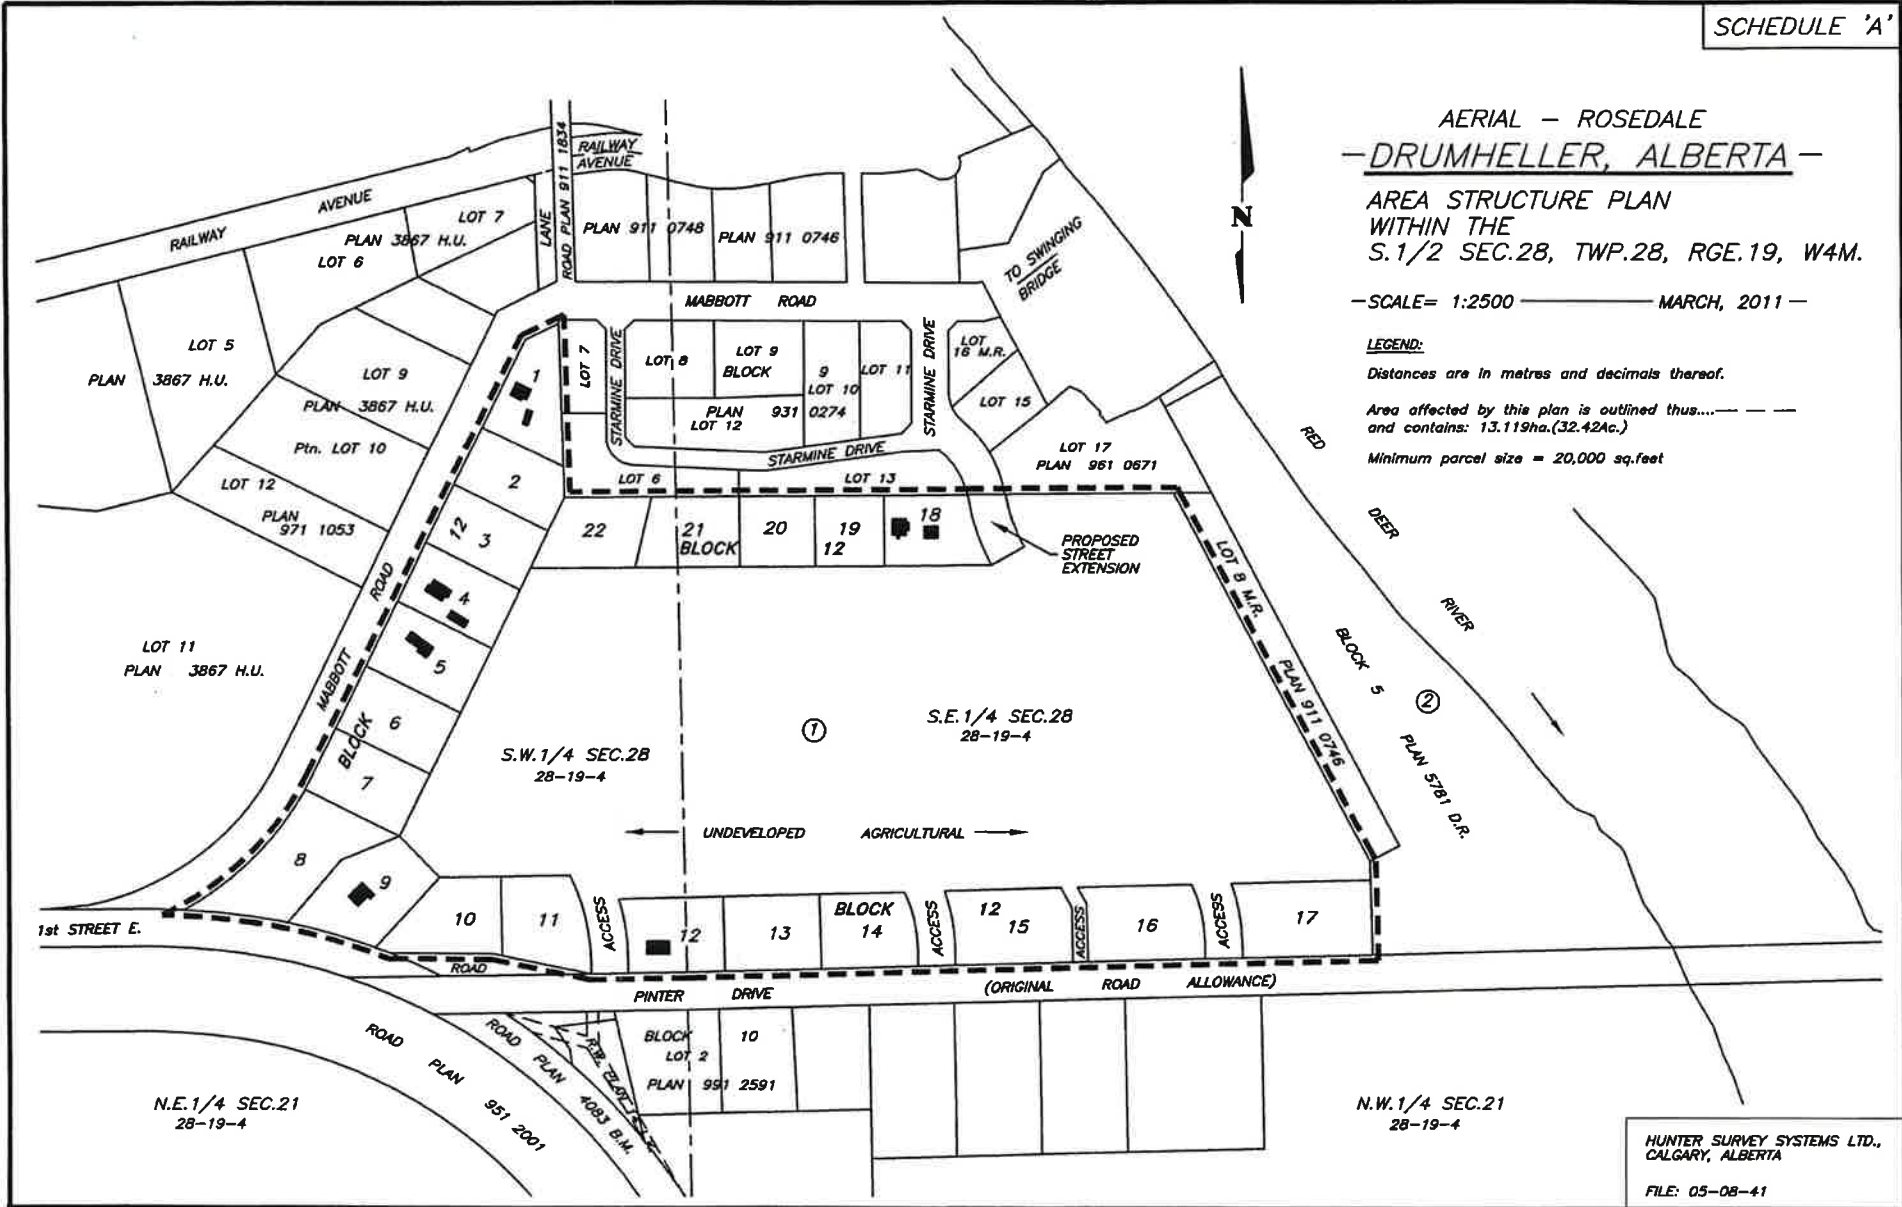 SCHEDULE 'A'
AERIAL - ROSEDALE
-DRUMHELLER, ALBERTA-
AREA STRUCTURE PLAN
WITHIN THE
S.1/2 SEC.28, TWP.28, RGE.19, W4M.
-SCALE= 1:2500
MARCH, 2011-
LEGEND:
Distances are in metres and decimals thereof.
Area affected by this plan is outlined thus....
and contains: 13.119ha.(32.42Ac.)
Minimum parcel size = 20,000 sq.feet
N
ROAD PLAN 911 1834
RAILWAY
AVENUE
LANE
RAILWAY
AVENUE
LOT 7
PLAN 3867 H.U.
LOT 6
LOT 5
PLAN 3867 H.U.
PLAN 911 0748
PLAN 911 0746
TO SWINGING
BRIDGE
MABBOTT ROAD
LOT 9
PLAN 3867 H.U.
Ptn. LOT 10
LOT 12
PLAN
971 1053
LOT 11
PLAN 3867 H.U.
LOT 7
STARMINE DRIVE
LOT 8
LOT 9
BLOCK
9
LOT 10
LOT 11
PLAN 931 0274
LOT 12
STARMINE DRIVE
STARMINE DRIVE
LOT
16 M.R.
LOT 15
LOT 17
PLAN 961 0671
LOT 6
LOT 13
1
2
3
12
4
5
6
BLOCK
7
8
9
MABBOTT
ROAD
22
21
BLOCK
20
19
12
18
PROPOSED
STREET
EXTENSION
LOT 8 M.R.
PLAN 911 0746
RED
DEER
RIVER
BLOCK 5
2
PLAN 5781 D.R.
S.W.1/4 SEC.28
28-19-4
1
S.E.1/4 SEC.28
28-19-4
UNDEVELOPED
AGRICULTURAL
10
11
ACCESS
12
13
BLOCK
14
ACCESS
12
15
ACCESS
16
ACCESS
17
1st STREET E.
ROAD
PINTER DRIVE
(ORIGINAL ROAD ALLOWANCE)
ROAD PLAN 951 2001
ROAD PLAN 4083 B.M.
R.W. PLAN
BLOCK 10
LOT 2
PLAN 991 2591
N.E.1/4 SEC.21
28-19-4
N.W.1/4 SEC.21
28-19-4
HUNTER SURVEY SYSTEMS LTD.,
CALGARY, ALBERTA
FILE: 05-08-41